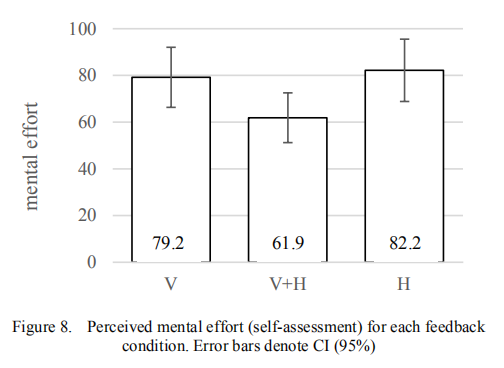 100
80
60
40
20
0
mental effort
79.2
61.9
82.2
V
V+H
H
Figure 8. Perceived mental effort (self-assessment) for each feedback
condition. Error bars denote CI (95%)